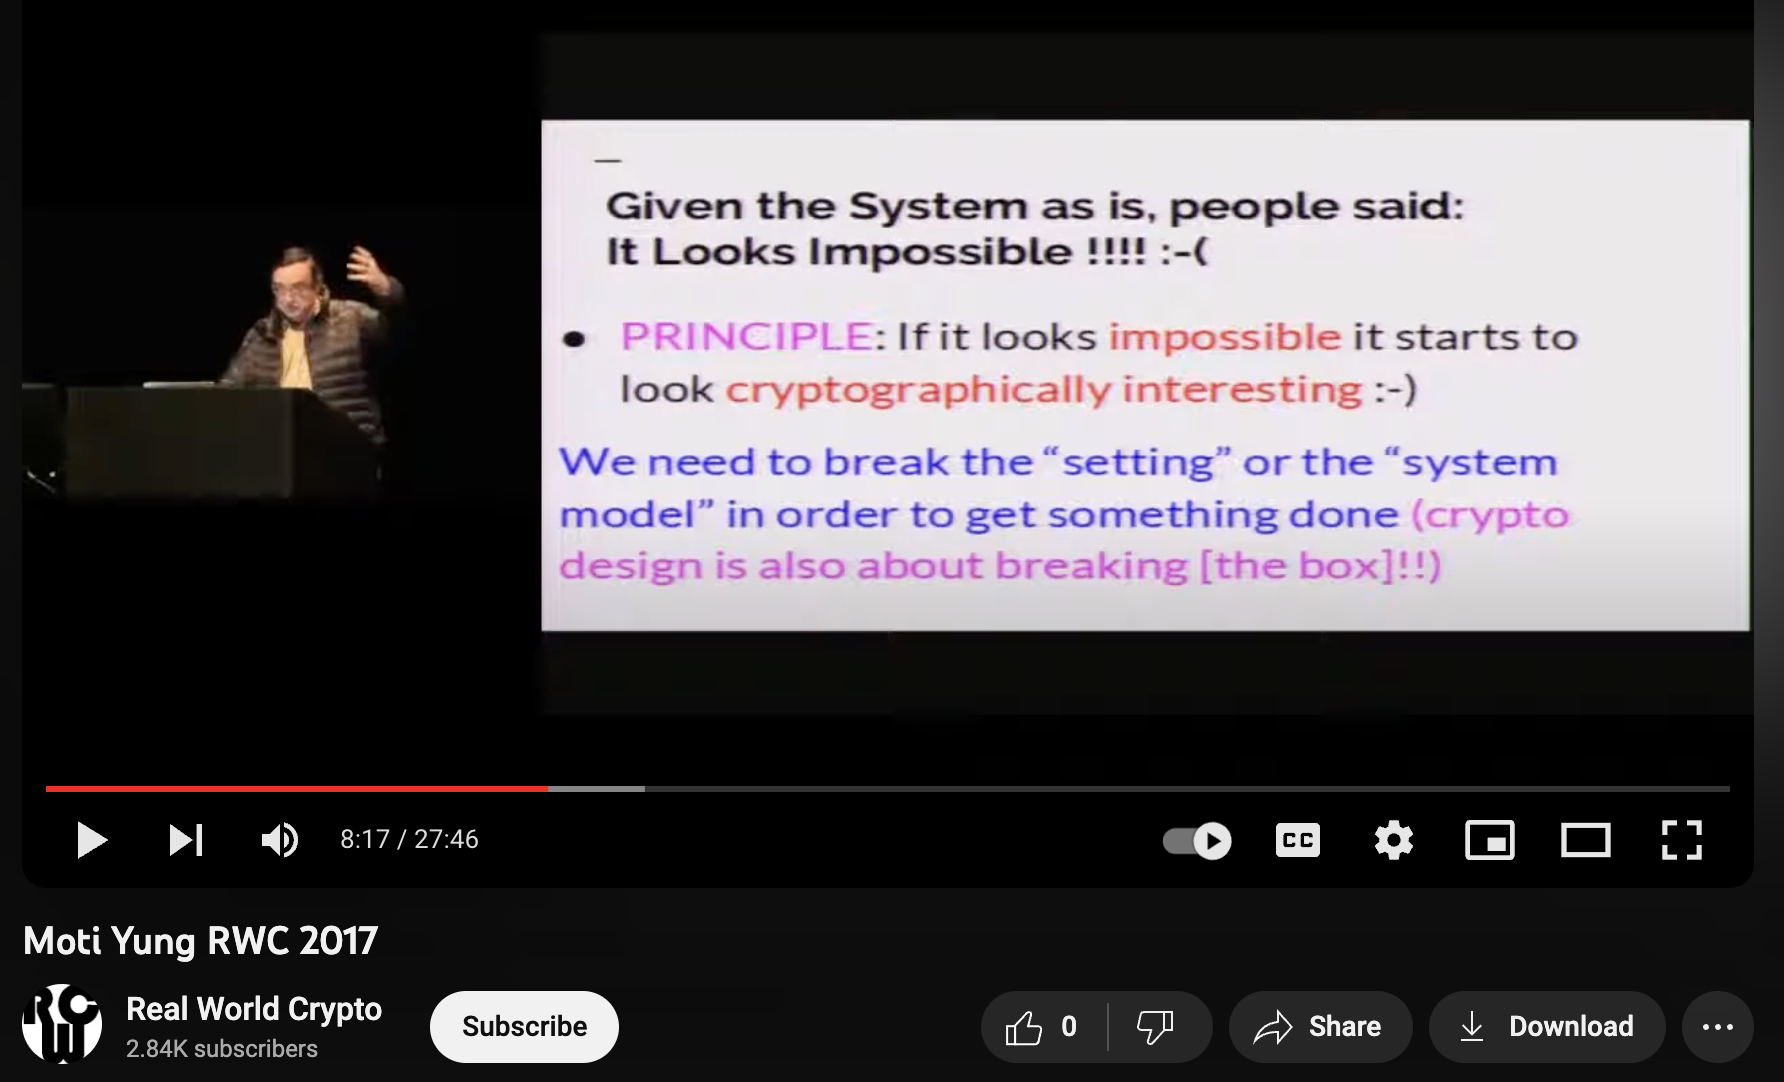 —
Given the System as is, people said:
It Looks Impossible !!!! :-(
● PRINCIPLE: If it looks impossible it starts to
look cryptographically interesting :-)
We need to break the “setting” or the “system
model” in order to get something done (crypto
design is also about breaking [the box]!!)
8:17 / 27:46
CC
Moti Yung RWC 2017
RWC
Real World Crypto
2.84K subscribers
Subscribe
0
Share
Download